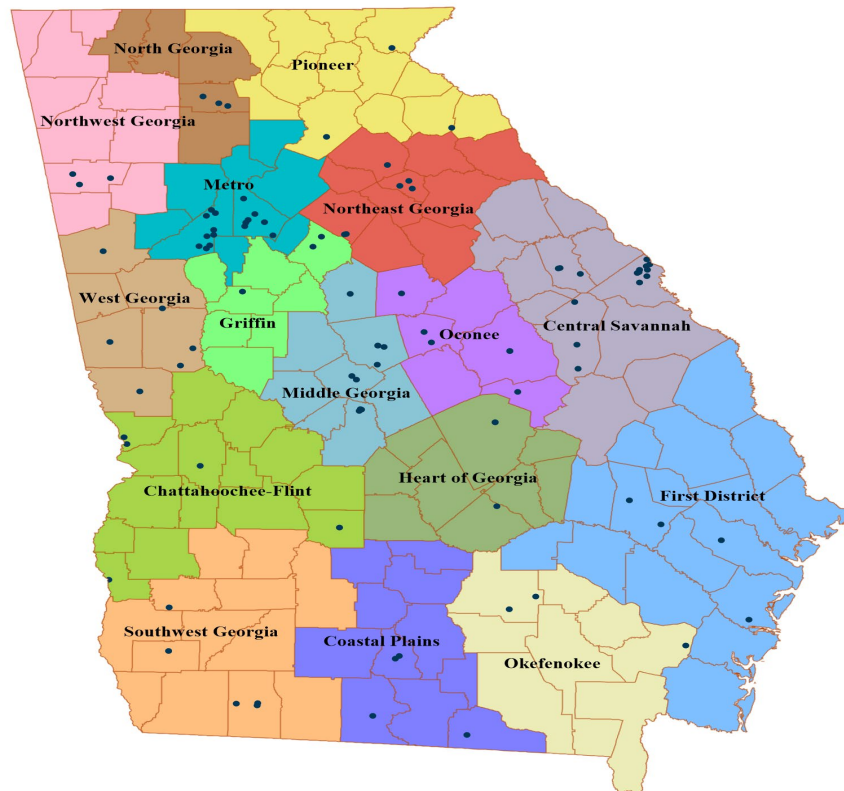 North Georgia
Pioneer
Northwest Georgia
Metro
Northeast Georgia
West Georgia
Griffin
Oconee
Central Savannah
Middle Georgia
Heart of Georgia
Chattahoochee-Flint
First District
Southwest Georgia
Coastal Plains
Okefenokee